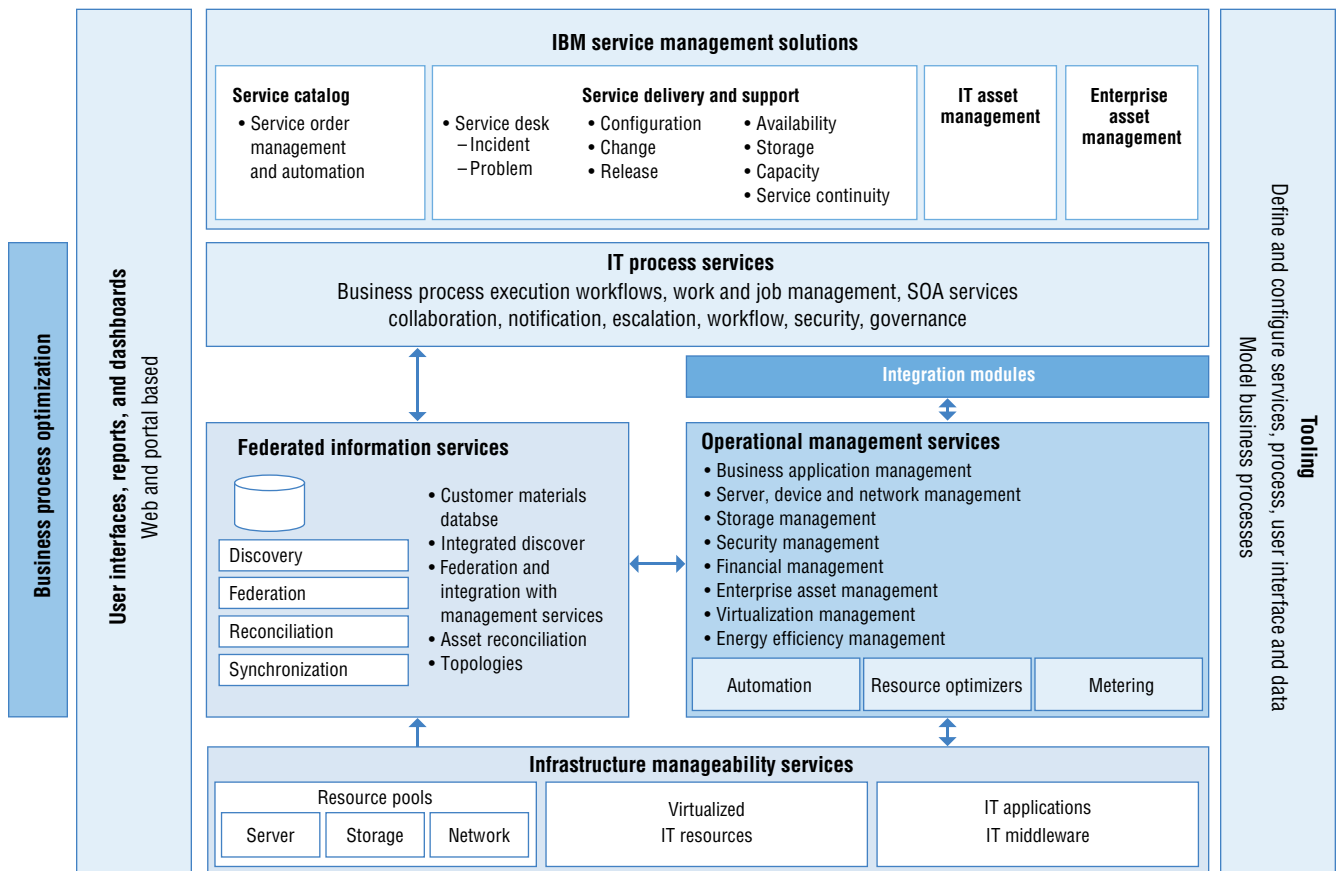 Business process optimization
User interfaces, reports, and dashboards
Web and portal based
IBM service management solutions
Service catalog
• Service order
management
and automation
Service delivery and support
• Service desk
– Incident
– Problem
• Configuration
• Change
• Release
• Availability
• Storage
• Capacity
• Service continuity
IT asset
management
Enterprise
asset
management
IT process services
Business process execution workflows, work and job management, SOA services
collaboration, notification, escalation, workflow, security, governance
Integration modules
Federated information services
Discovery
Federation
Reconciliation
Synchronization
• Customer materials
databse
• Integrated discover
• Federation and
integration with
management services
• Asset reconciliation
• Topologies
Operational management services
• Business application management
• Server, device and network management
• Storage management
• Security management
• Financial management
• Enterprise asset management
• Virtualization management
• Energy efficiency management
Automation
Resource optimizers
Metering
Infrastructure manageability services
Resource pools
Server
Storage
Network
Virtualized
IT resources
IT applications
IT middleware
Tooling
Define and configure services, process, user interface and data
Model business processes